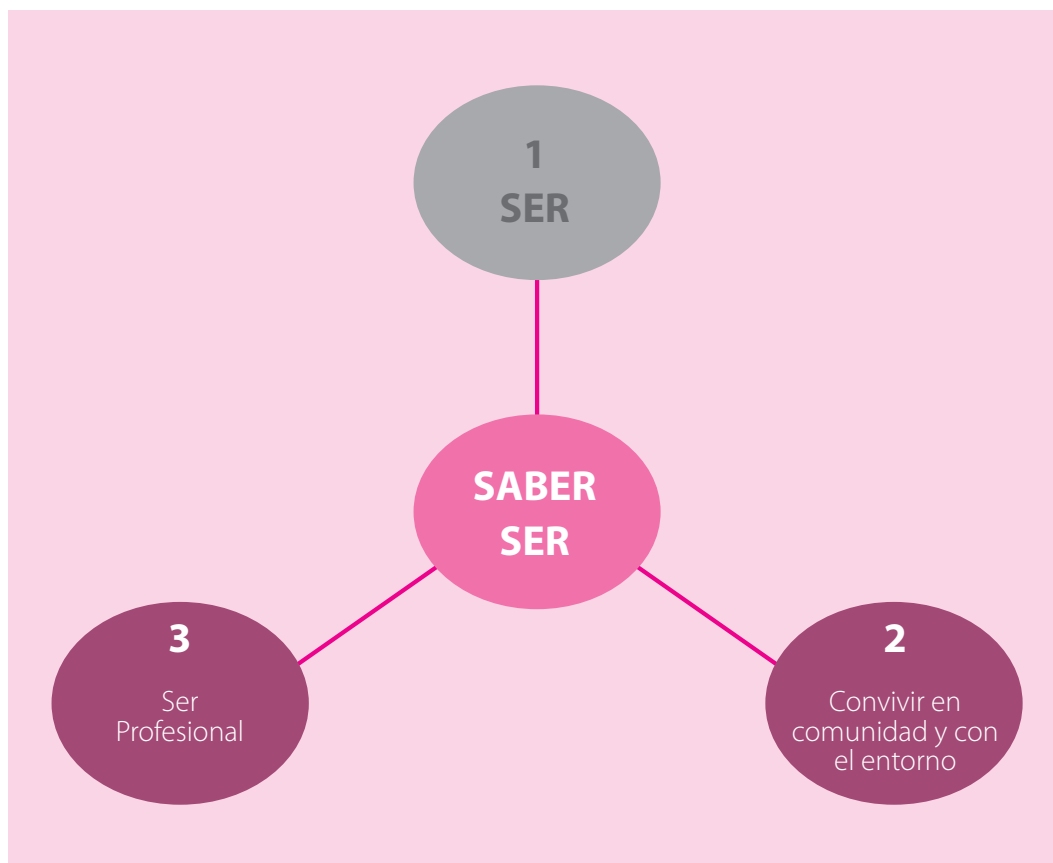 1
SER
SABER
SER
3
Ser
Profesional
2
Convivir en
comunidad y con
el entorno